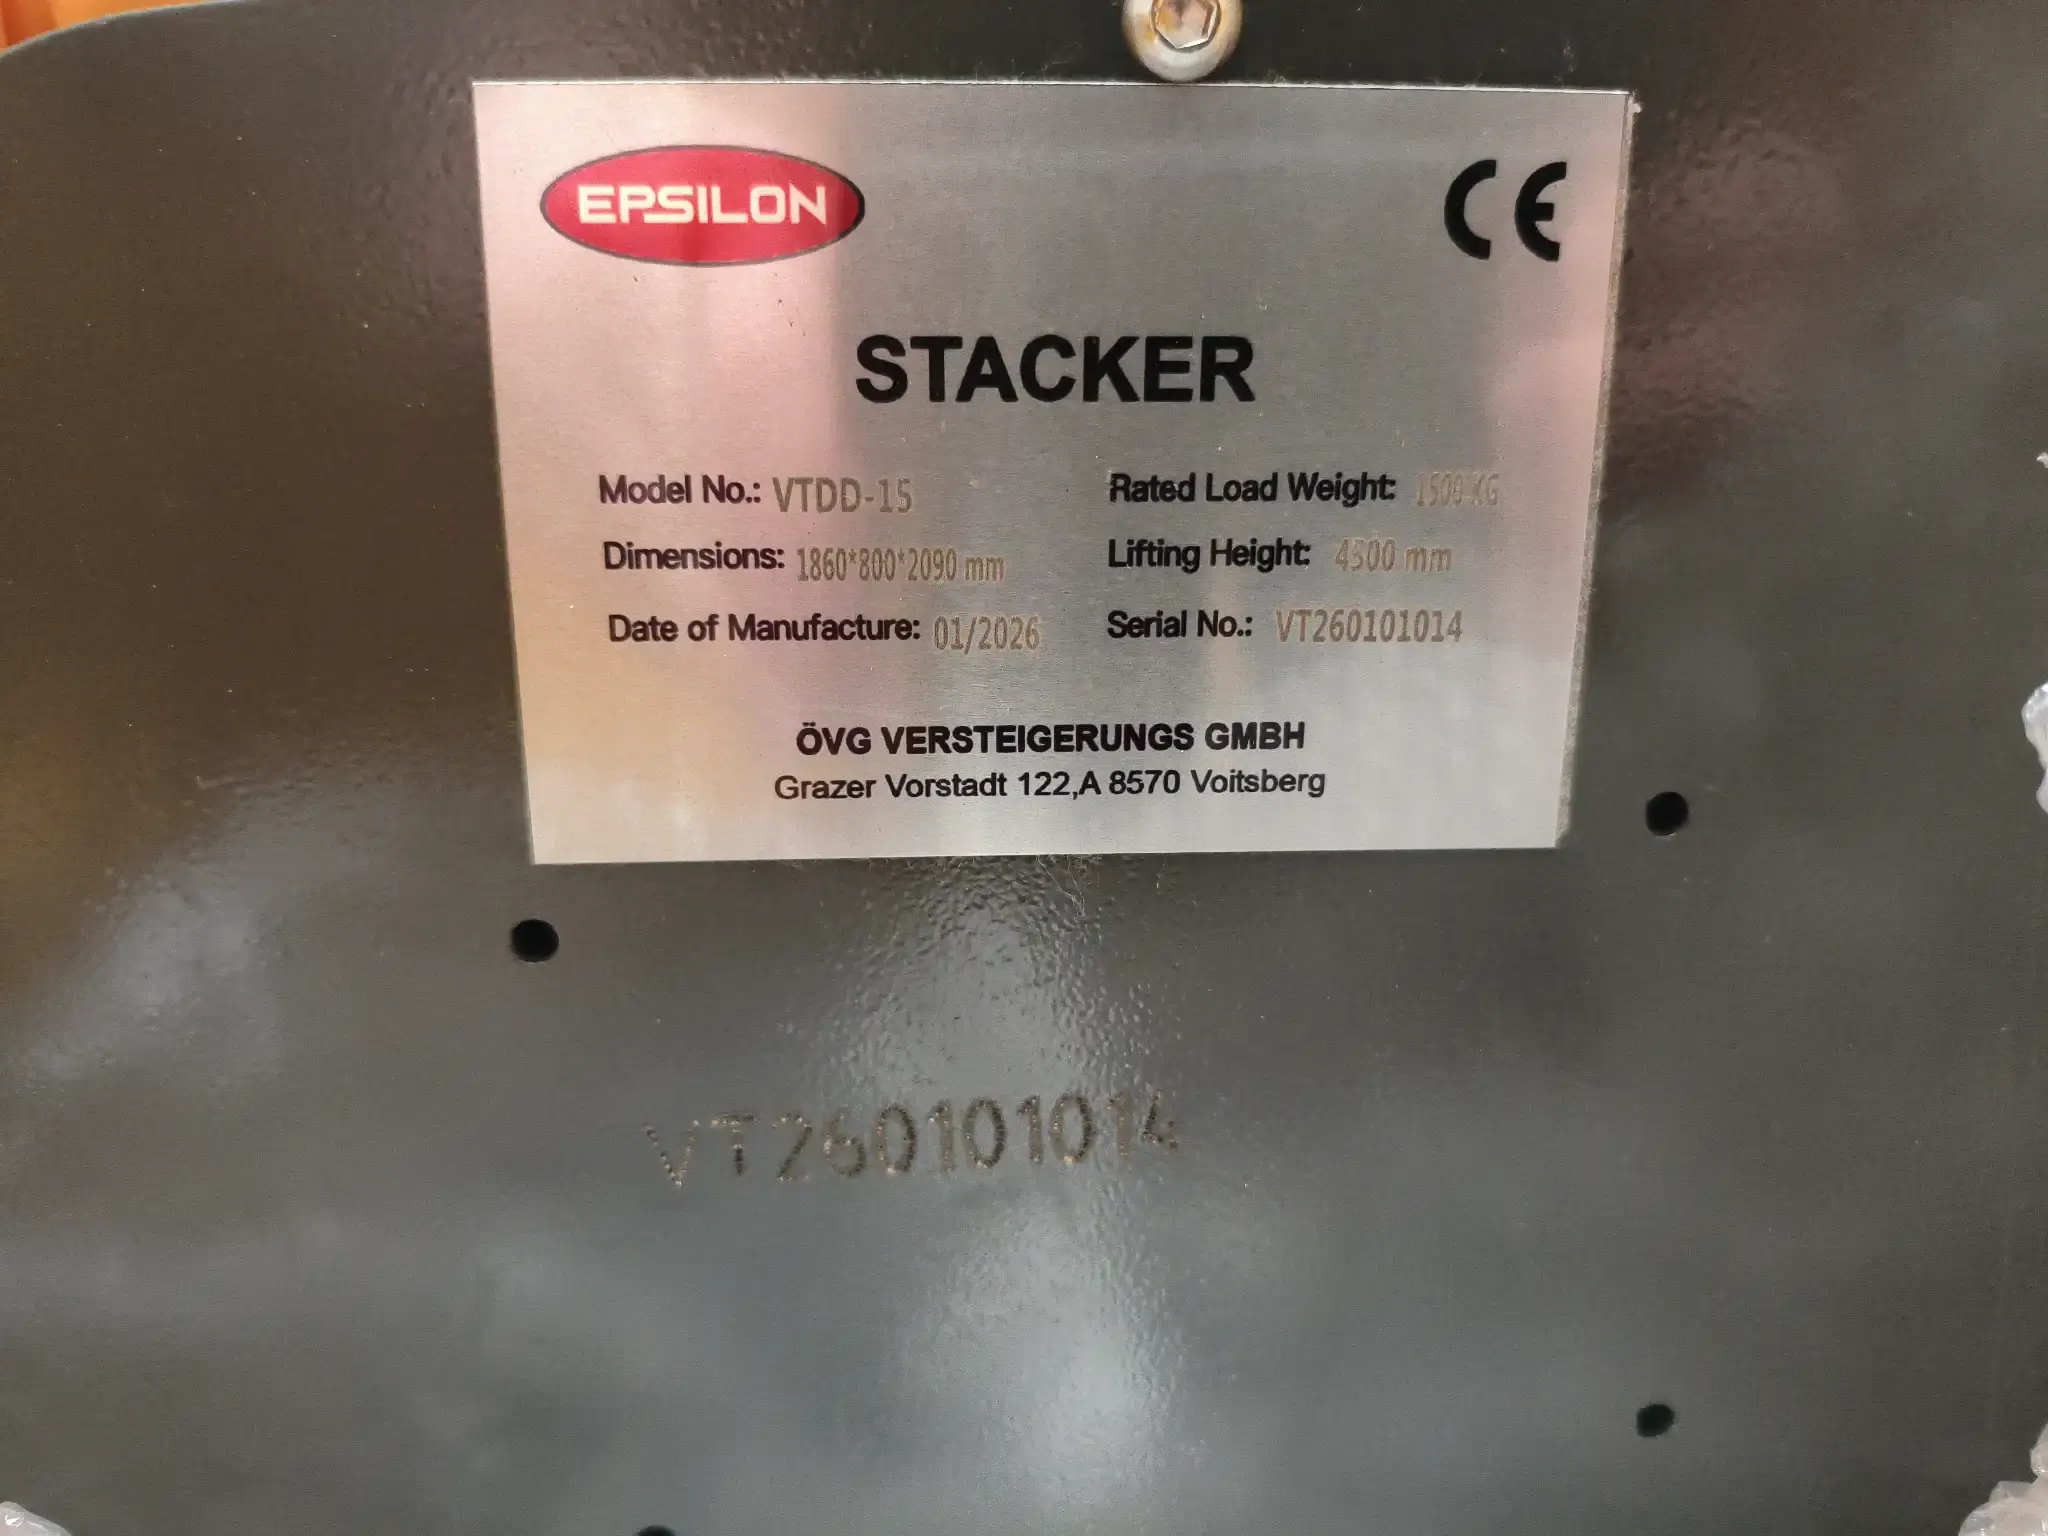 EPSILON
CE
STACKER
Model No.: VTDD-15 Rated Load Weight: 1500 KG
Dimensions: 1860*800*2090 mm Lifting Height: 4500 mm
Date of Manufacture: 01/2026 Serial No.: VT260101014
ÖVG VERSTEIGERUNGS GMBH
Grazer Vorstadt 122,A 8570 Voitsberg
VT260101014